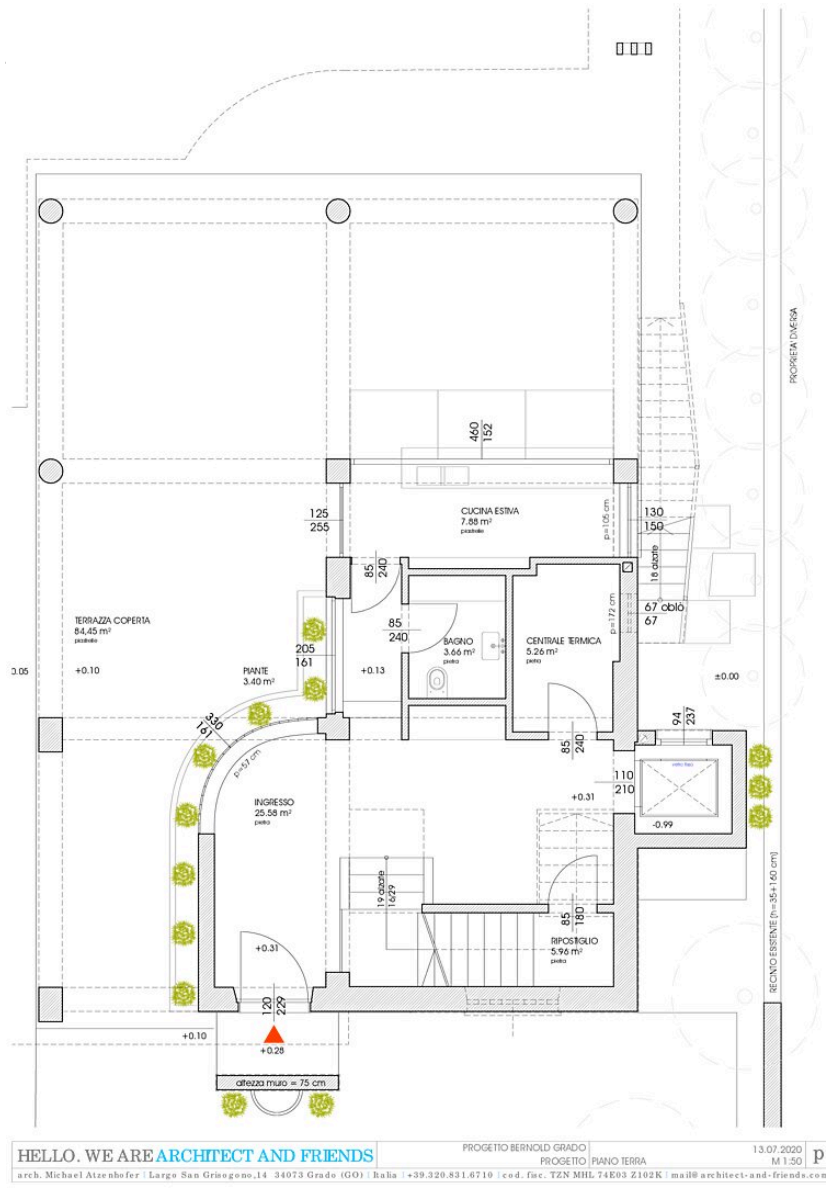 PROPRIETA' DIVERSA
460
152
CUCINA ESTIVA
7.88 m²
piastrelle
p=105 cm
125
255
130
150
18 alzate
85
240
TERRAZZA COPERTA
84,45 m²
piastrelle
85
240
BAGNO
3.66 m²
pietra
CENTRALE TERMICA
5.26 m²
pietra
p=172 cm
67 oblò
67
205
161
0.05
+0.10
PIANTE
3.40 m²
+0.13
±0.00
330
161
p=57 cm
94
237
85
240
110
210
INGRESSO
25.58 m²
pietra
+0.31
-0.99
19 alzate
16/29
85
180
RIPOSTIGLIO
5.96 m²
pietra
+0.31
RECINTO ESISTENTE [h=35+160 cm]
120
229
+0.10
+0.28
altezza muro = 75 cm
HELLO. WE ARE ARCHITECT AND FRIENDS
PROGETTO BERNOLD GRADO
PROGETTO PIANO TERRA
13.07.2020
M 1:50
p
arch. Michael Atzenhofer | Largo San Grisogono,14 34073 Grado (GO) | Italia | +39.320.831.6710 | cod. fisc. TZN MHL 74E03 Z102K | mail@architect-and-friends.com